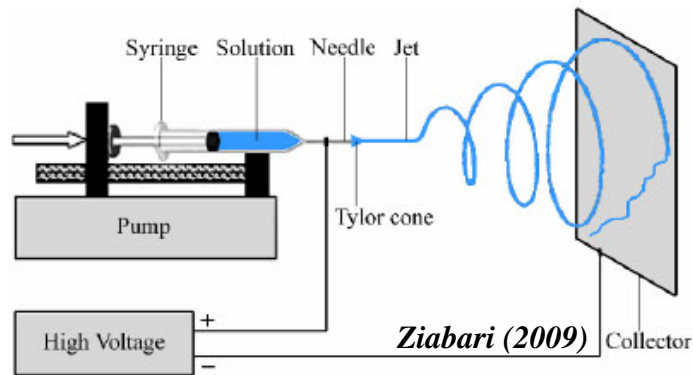 Syringe Solution Needle Jet
Tylor cone
Pump
High Voltage
+
−
Ziabari (2009)
Collector